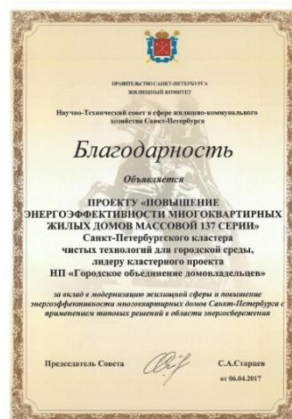 ПРАВИТЕЛЬСТВО САНКТ-ПЕТЕРБУРГА
ЖИЛИЩНЫЙ КОМИТЕТ
Научно-Технический совет в сфере жилищно-коммунального
хозяйства Санкт-Петербурга
Благодарность
Объявляется
ПРОЕКТУ «ПОВЫШЕНИЕ
ЭНЕРГОЭФФЕКТИВНОСТИ МНОГОКВАРТИРНЫХ
ЖИЛЫХ ДОМОВ МАССОВОЙ 137 СЕРИИ»
Санкт-Петербургского кластера
чистых технологий для городской среды,
лидеру кластерного проекта
НП «Городское объединение домовладельцев»
за вклад в модернизацию жилищной сферы и повышение
энергоэффективности многоквартирных домов Санкт-Петербурга с
применением типовых решений в области энергосбережения
Председатель Совета С.А.Старцев
от 06.04.2017